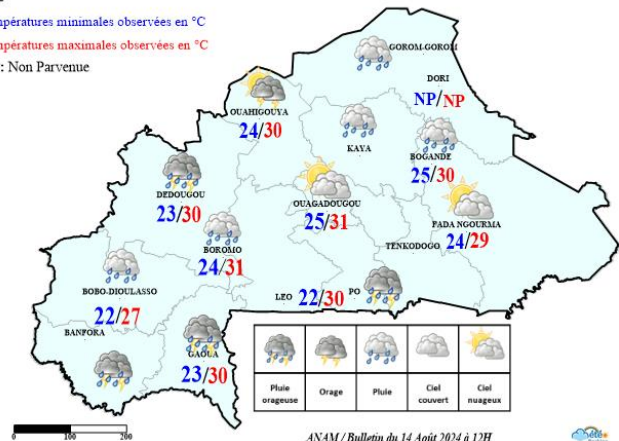 mpératures minimales observées en °C
mpératures maximales observées en °C
: Non Parvenue
GOROM-GOROM
DORI
NP/NP
OUAHIGOUYA
24/30
KAYA
BOGANDE
25/30
DEDOUGOU
23/30
OUAGADOUGOU
25/31
FADA NGOURMA
24/29
BOROMO
24/31
TENKODOGO
BOBO-DIOULASSO
22/27
LEO
22/30
PO
BANFORA
GAOUA
23/30
Pluie orageuse
Orage
Pluie
Ciel couvert
Ciel nuageux
0 100 200
ANAM / Bulletin du 14 Août 2024 à 12H